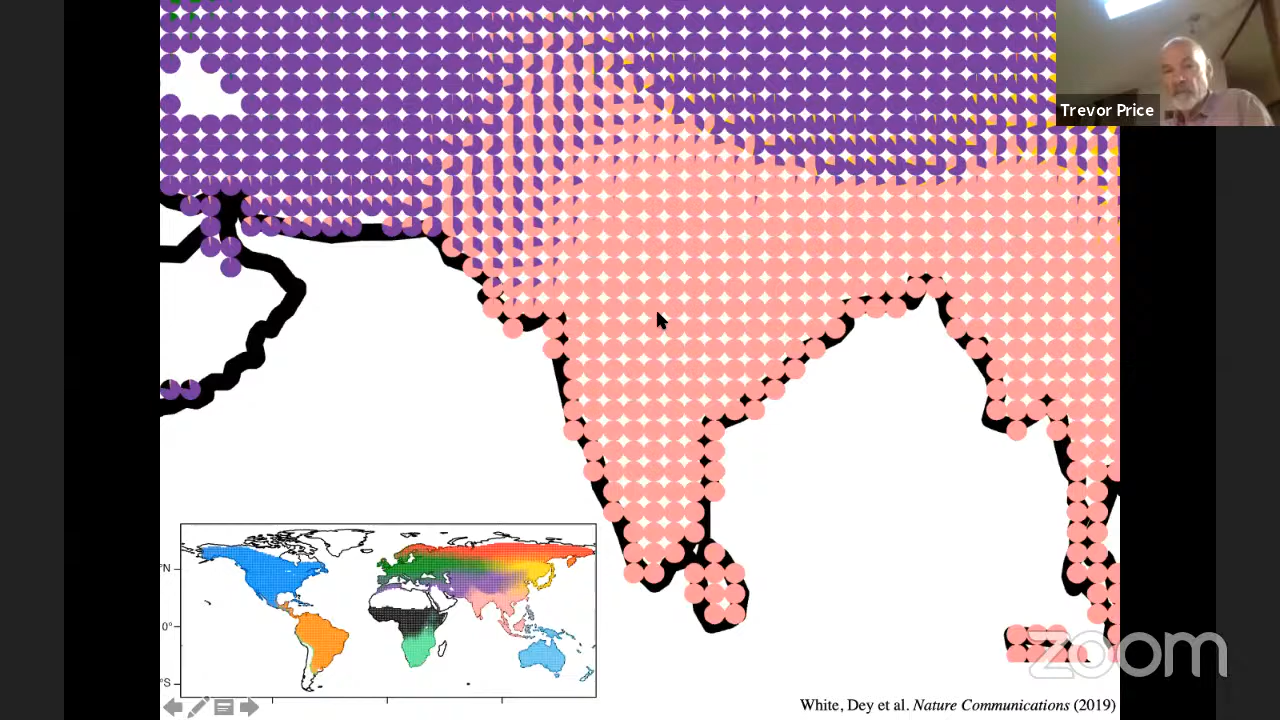 Trevor Price
°N
0°
°S
zoom
White, Dey et al. Nature Communications (2019)